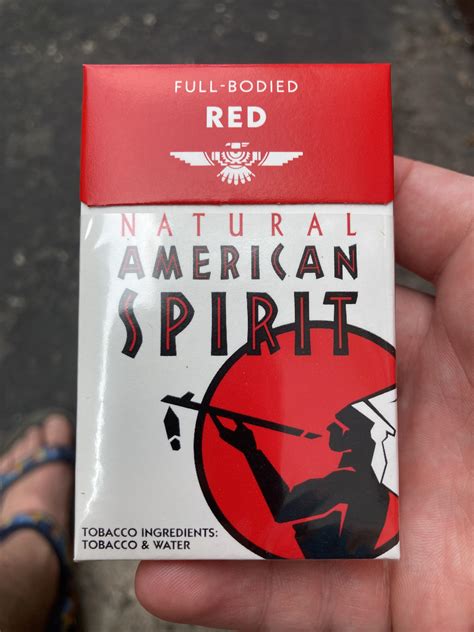 FULL-BODIED
RED
NATURAL
AMERICAN
SPIRIT
TOBACCO INGREDIENTS:
TOBACCO & WATER